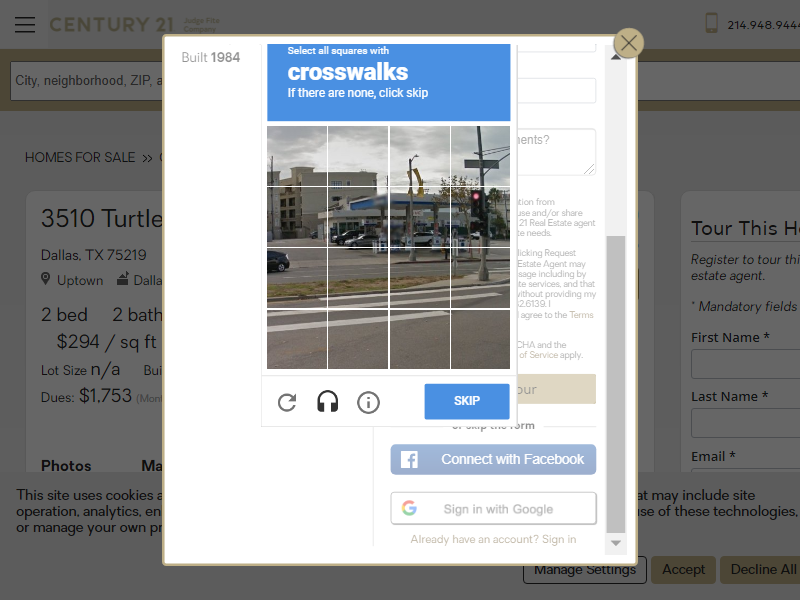 CENTURY 21
Judge Fite
Company
214.948.944
City, neighborhood, ZIP, a
HOMES FOR SALE »
3510 Turtle
Dallas, TX 75219
Uptown
Dalla
2 bed
2 bath
$294 / sq ft
Lot Size n/a
Bui
Dues: $1,753 (Mont
Photos
Ma
Built 1984
Select all squares with
crosswalks
If there are none, click skip
SKIP
ents?
tion from
use and/or share
21 Real Estate agent
te needs.
licking Request
Estate Agent may
sage including by
te services, and that
without providing my
2.6139. I
agree to the Terms
CHA and the
of Service apply.
our
or skip the form
Connect with Facebook
Sign in with Google
Already have an account? Sign in
Tour This H
Register to tour thi
estate agent.
* Mandatory fields
First Name *
Last Name *
Email *
This site uses cookies a
at may include site
operation, analytics, en
use of these technologies,
or manage your own pr
Manage Settings
Accept
Decline All